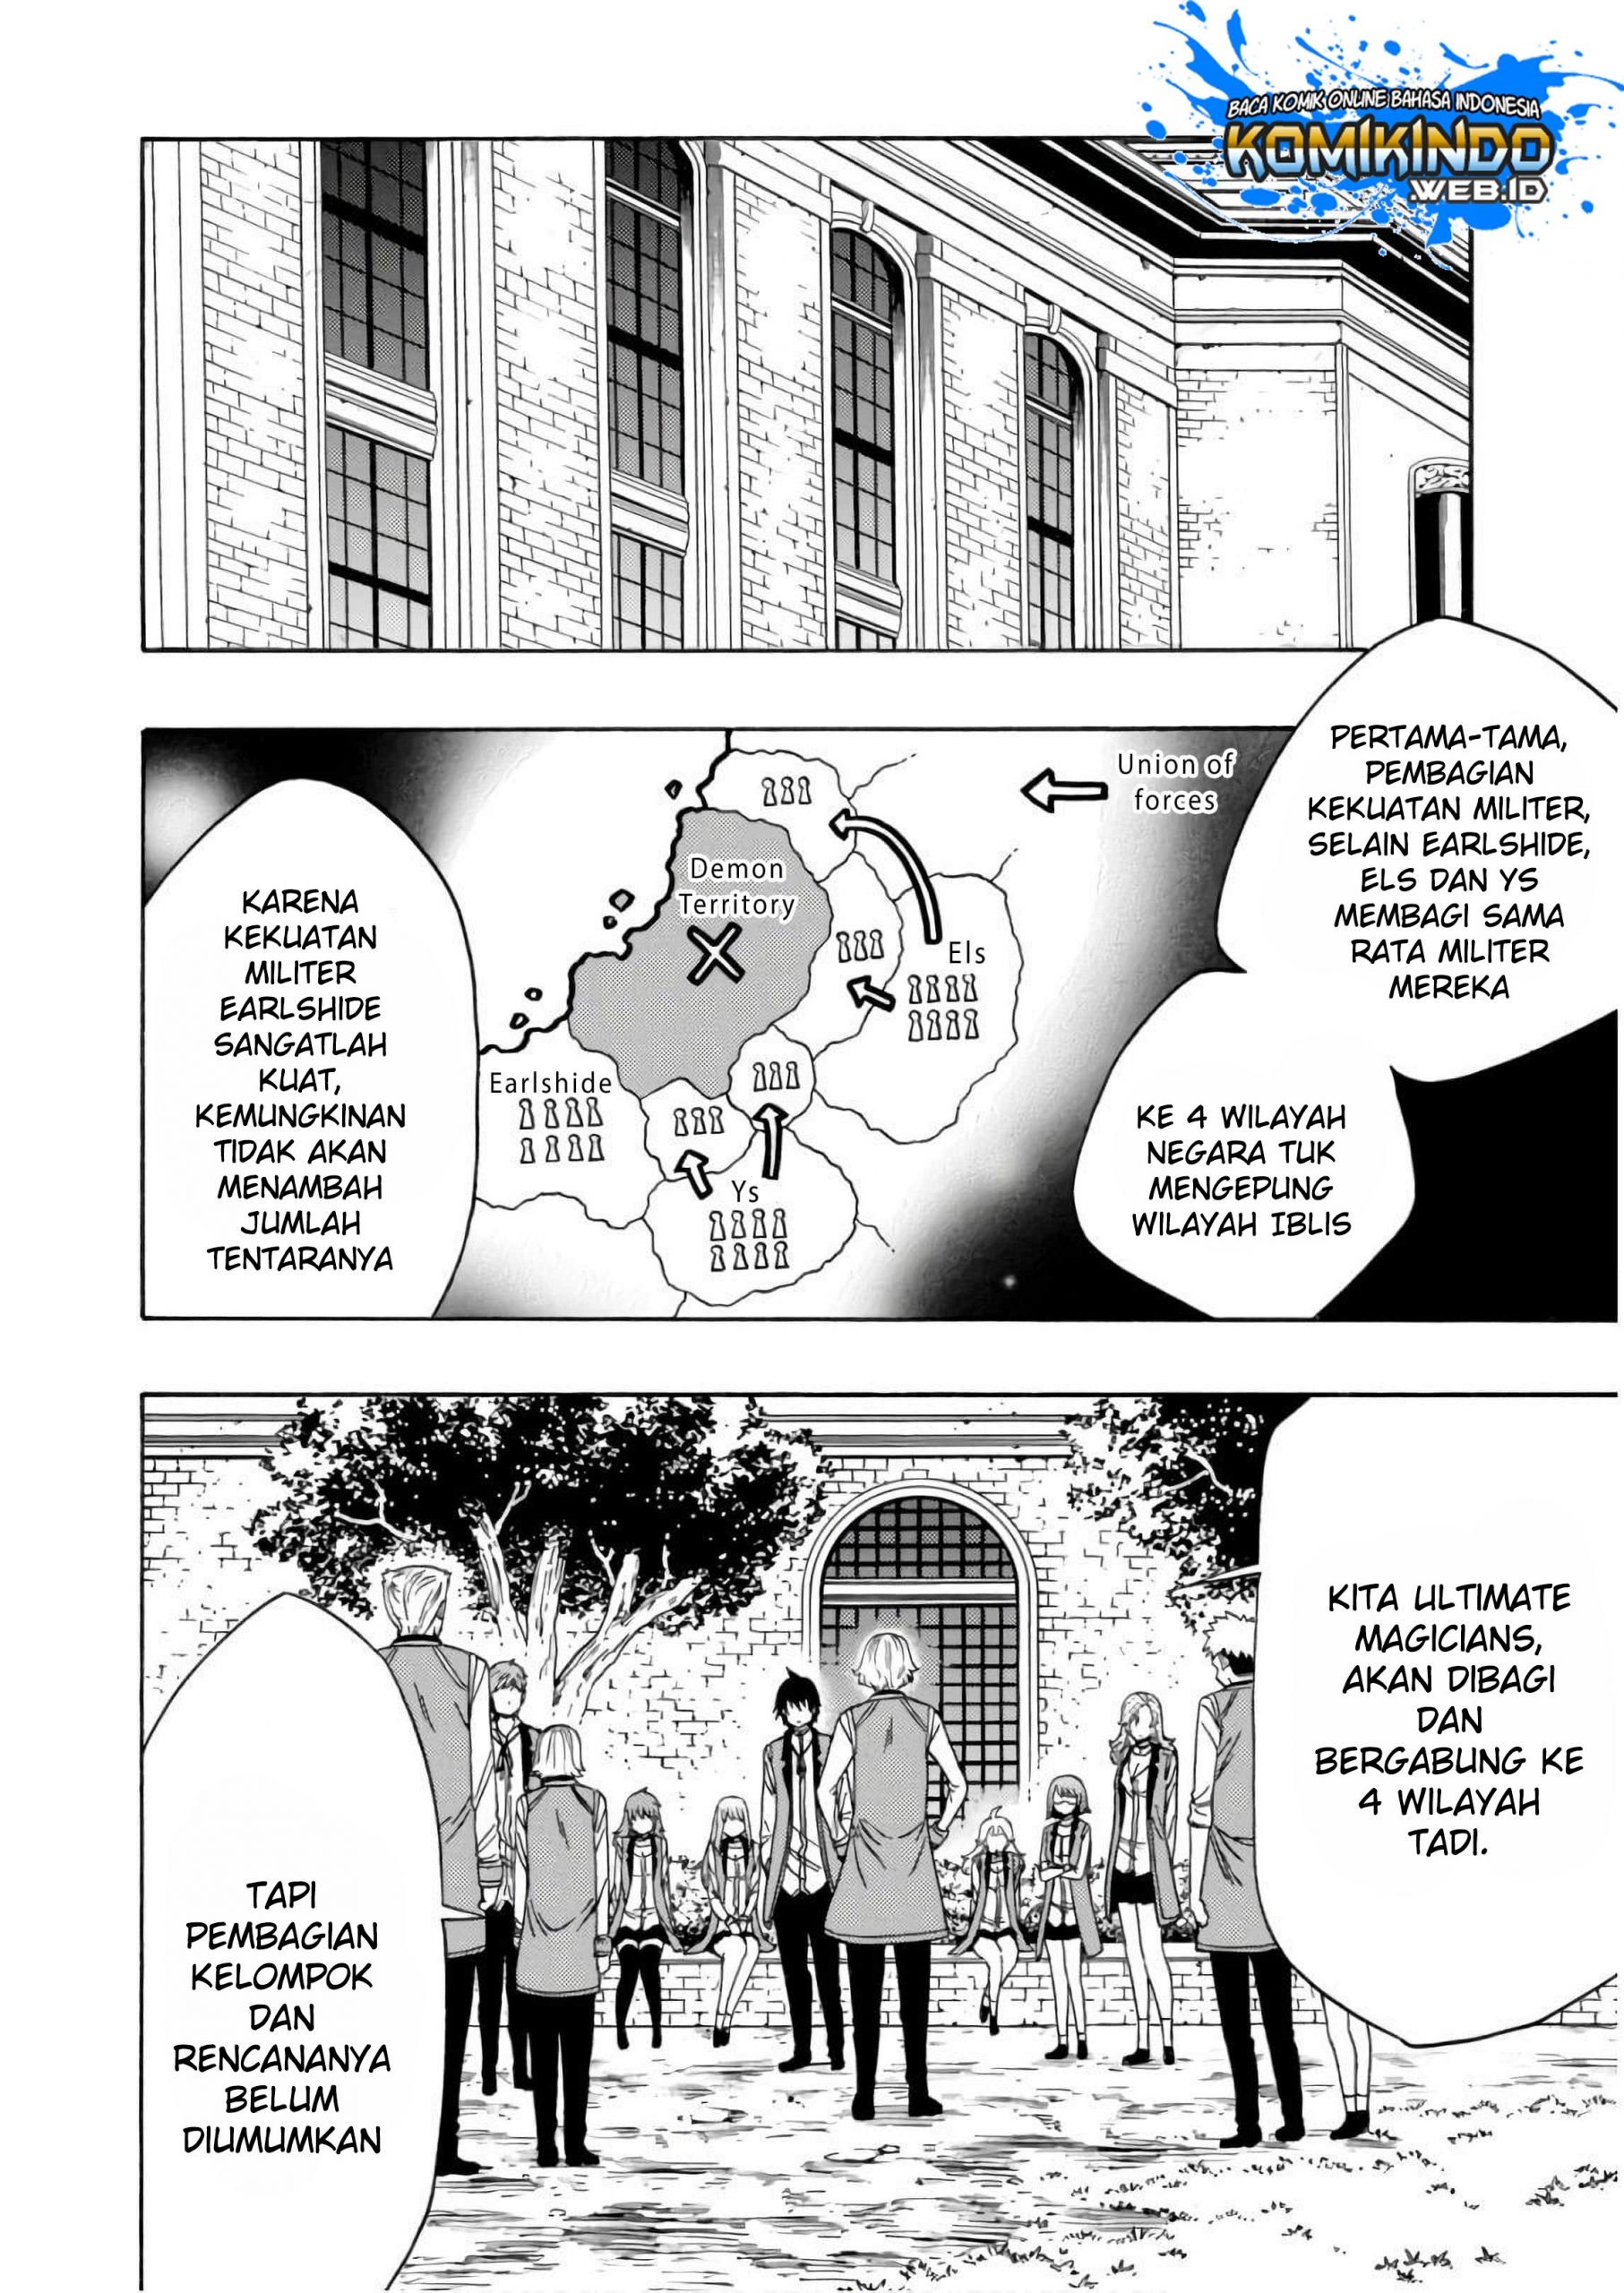 BACA KOMIK ONLINE BAHASA INDONESIA
KOMIKINDO
.WEB.ID
PERTAMA-TAMA,
PEMBAGIAN
KEKUATAN MILITER,
SELAIN EARLSHIDE,
ELS DAN YS
MEMBAGI SAMA
RATA MILITER
MEREKA
KE 4 WILAYAH
NEGARA TUK
MENGEPUNG
WILAYAH IBLIS
Union of
forces
Demon
Territory
Els
Earlshide
Ys
KARENA
KEKUATAN
MILITER
EARLSHIDE
SANGATLAH
KUAT,
KEMUNGKINAN
TIDAK AKAN
MENAMBAH
JUMLAH
TENTARANYA
KITA ULTIMATE
MAGICIANS,
AKAN DIBAGI
DAN
BERGABUNG KE
4 WILAYAH
TADI.
TAPI
PEMBAGIAN
KELOMPOK
DAN
RENCANANYA
BELUM
DIUMUMKAN